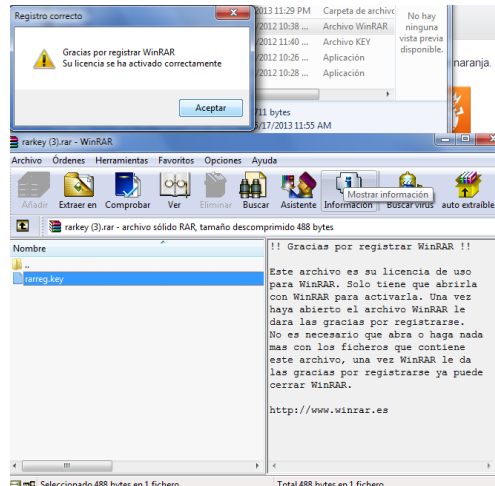 Registro correcto
Gracias por registrar WinRAR
Su licencia se ha activado correctamente
Aceptar
2013 11:29 PM Carpeta de archivo
/2012 10:38 ... Archivo WinRAR
/2012 11:40 ... Archivo KEY
/2012 10:26 ... Aplicación
/2012 10:28 ... Aplicación
No hay
ninguna
vista previa
disponible.
naranja.
711 bytes
/17/2013 11:55 AM
rarkey (3).rar - WinRAR
Archivo Órdenes Herramientas Favoritos Opciones Ayuda
Añadir Extraer en Comprobar Ver Eliminar Buscar Asistente Información Buscar virus auto extraible
Mostrar información
rarkey (3).rar - archivo sólido RAR, tamaño descomprimido 488 bytes
Nombre
..
rarreg.key
!! Gracias por registrar WinRAR !!
Este archivo es su licencia de uso
para WinRAR. Solo tiene que abrirla
con WinRAR para activarla. Una vez
haya abierto el archivo WinRAR le
dara las gracias por registrarse.
No es necesario que abra o haga nada
mas con los ficheros que contiene
este archivo, una vez WinRAR le da
las gracias por registrarse ya puede
cerrar WinRAR.
http://www.winrar.es
Seleccionado 488 bytes en 1 fichero
Total 488 bytes en 1 fichero